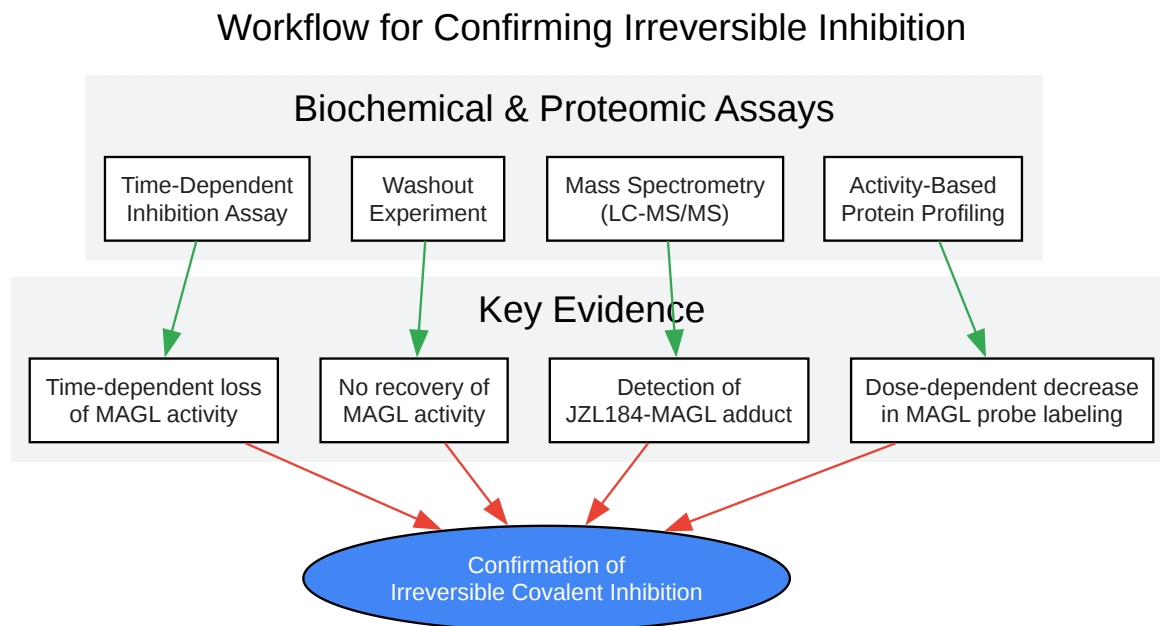 Workflow for Confirming Irreversible Inhibition
Biochemical & Proteomic Assays
Time-Dependent
Inhibition Assay
Washout
Experiment
Mass Spectrometry
(LC-MS/MS)
Activity-Based
Protein Profiling
Key Evidence
Time-dependent loss
of MAGL activity
No recovery of
MAGL activity
Detection of
JZL184-MAGL adduct
Dose-dependent decrease
in MAGL probe labeling
Confirmation of
Irreversible Covalent Inhibition